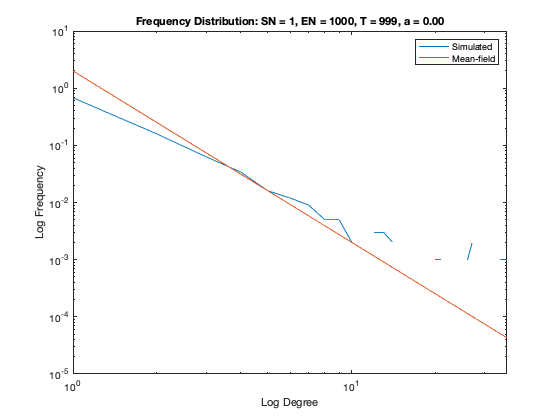 Frequency Distribution: SN = 1, EN = 1000, T = 999, a = 0.00
Simulated
Mean-field
Log Frequency
10^1
10^0
10^-1
10^-2
10^-3
10^-4
10^-5
10^0
10^1
Log Degree